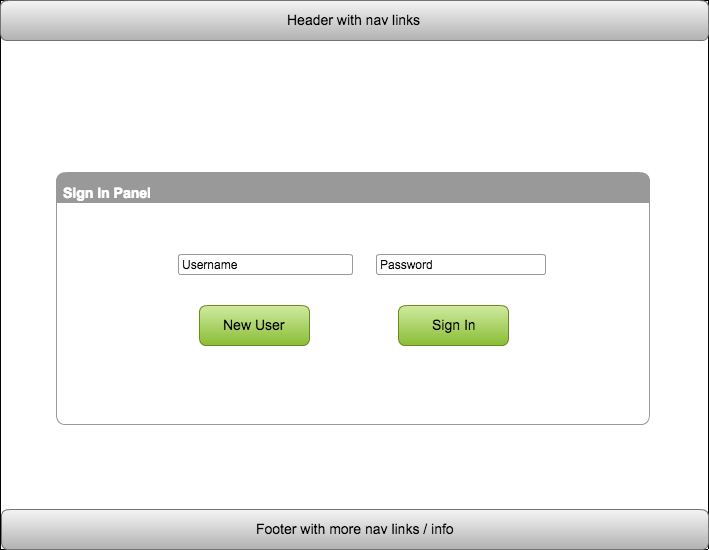 Header with nav links
Sign In Panel
Username
Password
New User
Sign In
Footer with more nav links / info